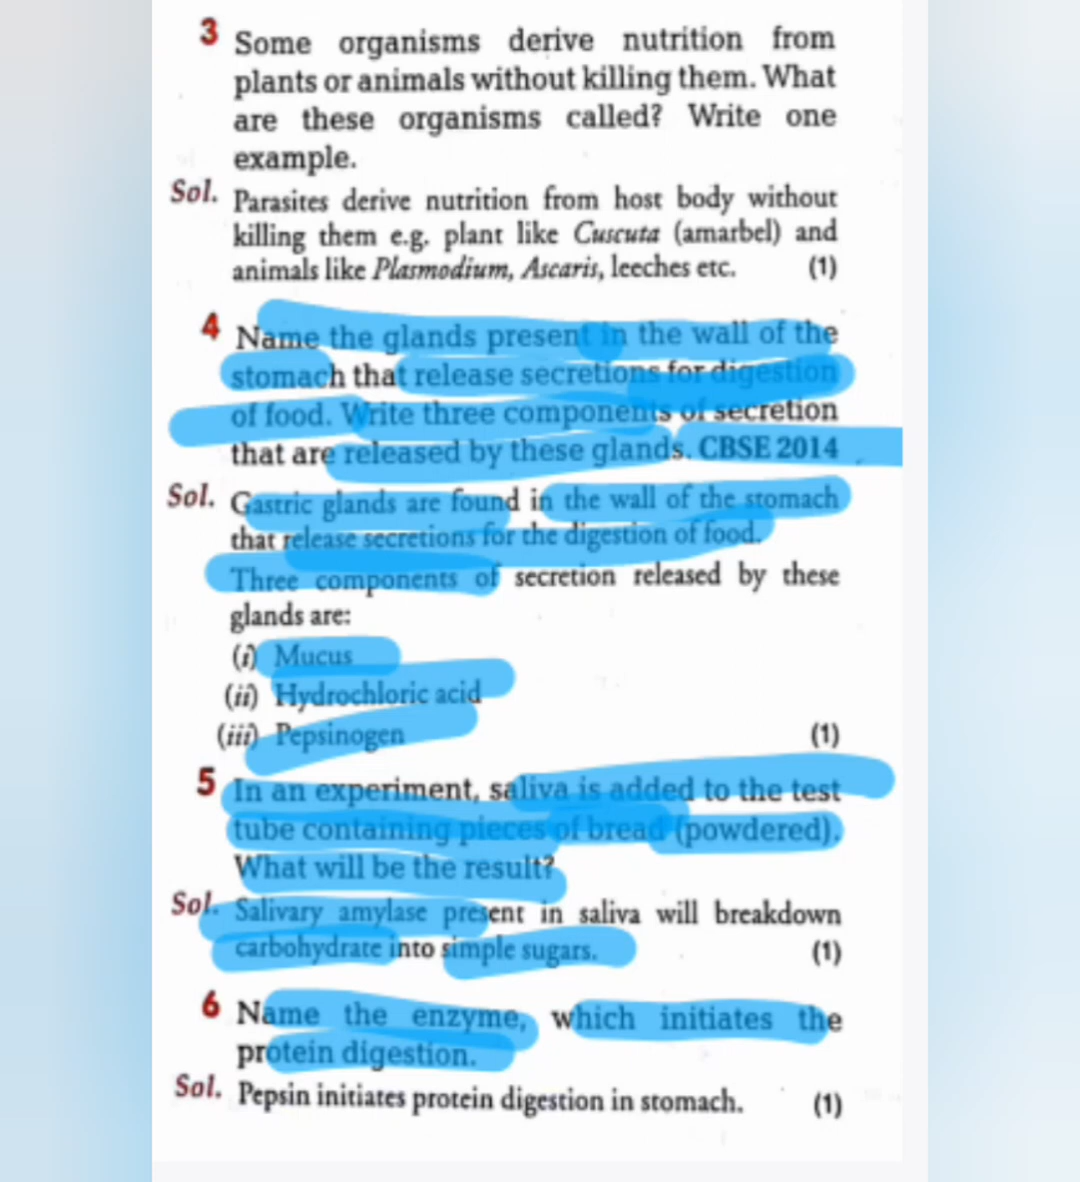 3 Some organisms derive nutrition from
plants or animals without killing them. What
are these organisms called? Write one
example.
Sol. Parasites derive nutrition from host body without
killing them e.g. plant like Cuscuta (amarbel) and
animals like Plasmodium, Ascaris, leeches etc. (1)
4 Name the glands present in the wall of the
stomach that release secretions for digestion
of food. Write three components of secretion
that are released by these glands. CBSE 2014
Sol. Gastric glands are found in the wall of the stomach
that release secretions for the digestion of food.
Three components of secretion released by these
glands are:
(i) Mucus
(ii) Hydrochloric acid
(iii) Pepsinogen (1)
5 In an experiment, saliva is added to the test
tube containing pieces of bread (powdered).
What will be the result?
Sol. Salivary amylase present in saliva will breakdown
carbohydrate into simple sugars. (1)
6 Name the enzyme, which initiates the
protein digestion.
Sol. Pepsin initiates protein digestion in stomach. (1)